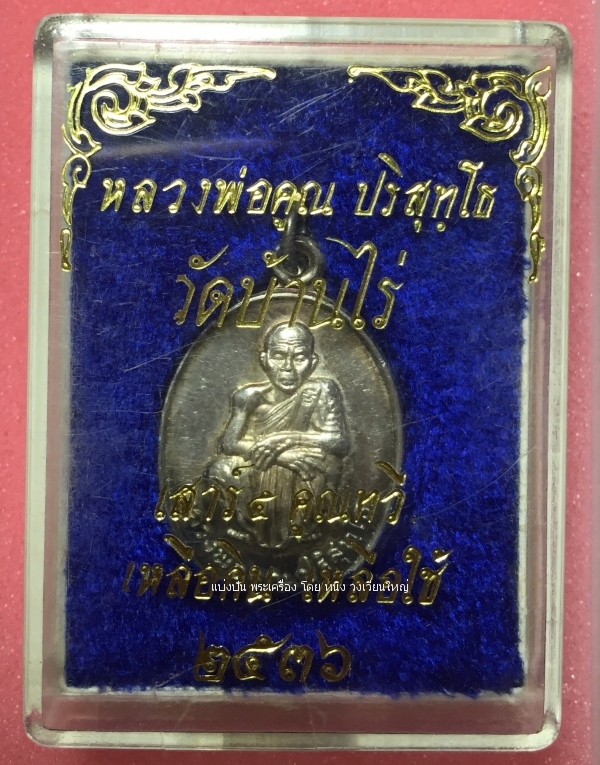 หลวงพ่อคูณ ปริสุทฺโธ
วัดบ้านไร่
เสาร์ ๕ คูณทวี
เหลือกิน เหลือใช้
แบ่งปัน พระเครื่อง โดย หนึ่ง วงเวียนใหญ่
๒๕๓๖